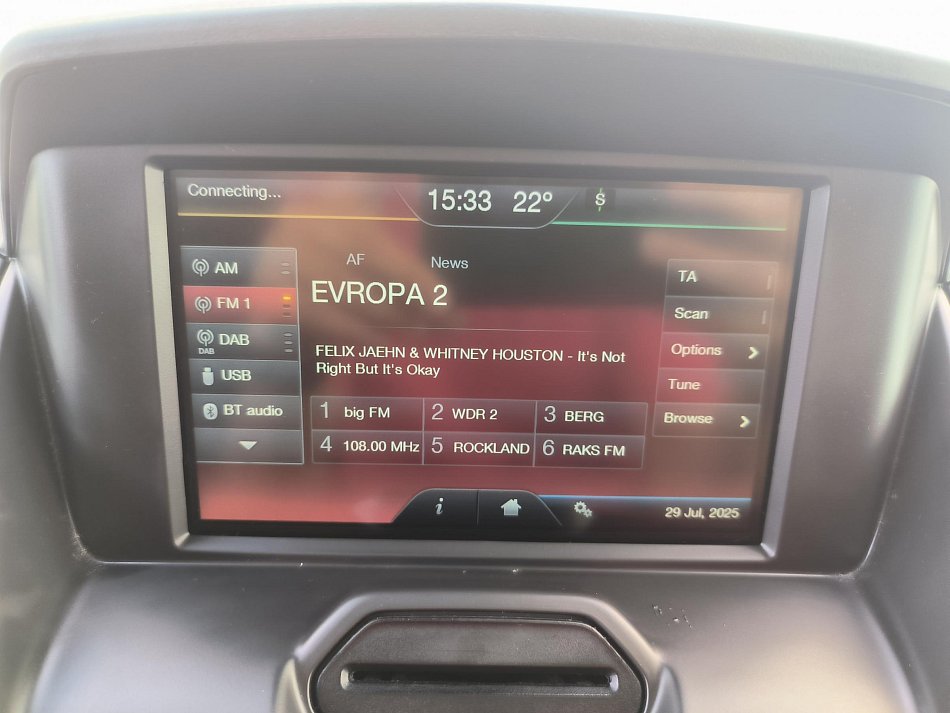 Connecting...
15:33 22° S
AM
FM 1
DAB
DAB
USB
BT audio
AF News
EVROPA 2
FELIX JAEHN & WHITNEY HOUSTON - It's Not
Right But It's Okay
1 big FM 2 WDR 2 3 BERG
4 108.00 MHz 5 ROCKLAND 6 RAKS FM
TA
Scan
Options
Tune
Browse
i
29 Jul, 2025